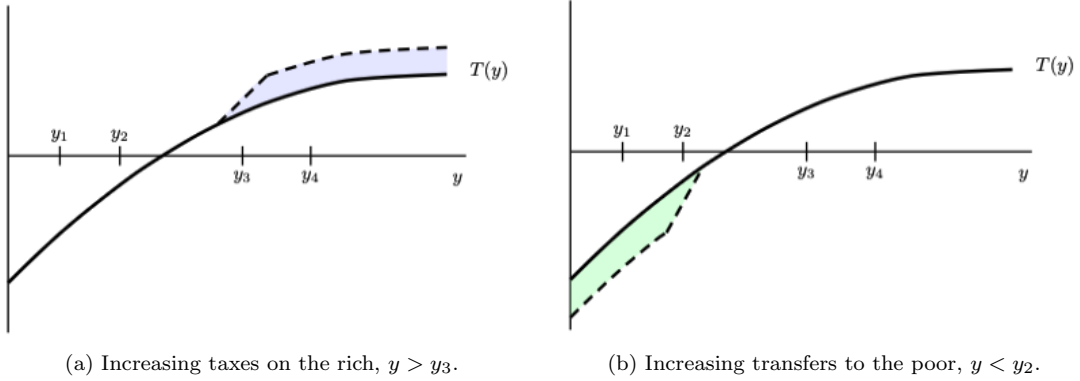 T(y)
y₁ y₂
y₃ y₄ y
(a) Increasing taxes on the rich, y > y₃.
T(y)
y₁ y₂
y₃ y₄ y
(b) Increasing transfers to the poor, y < y₂.